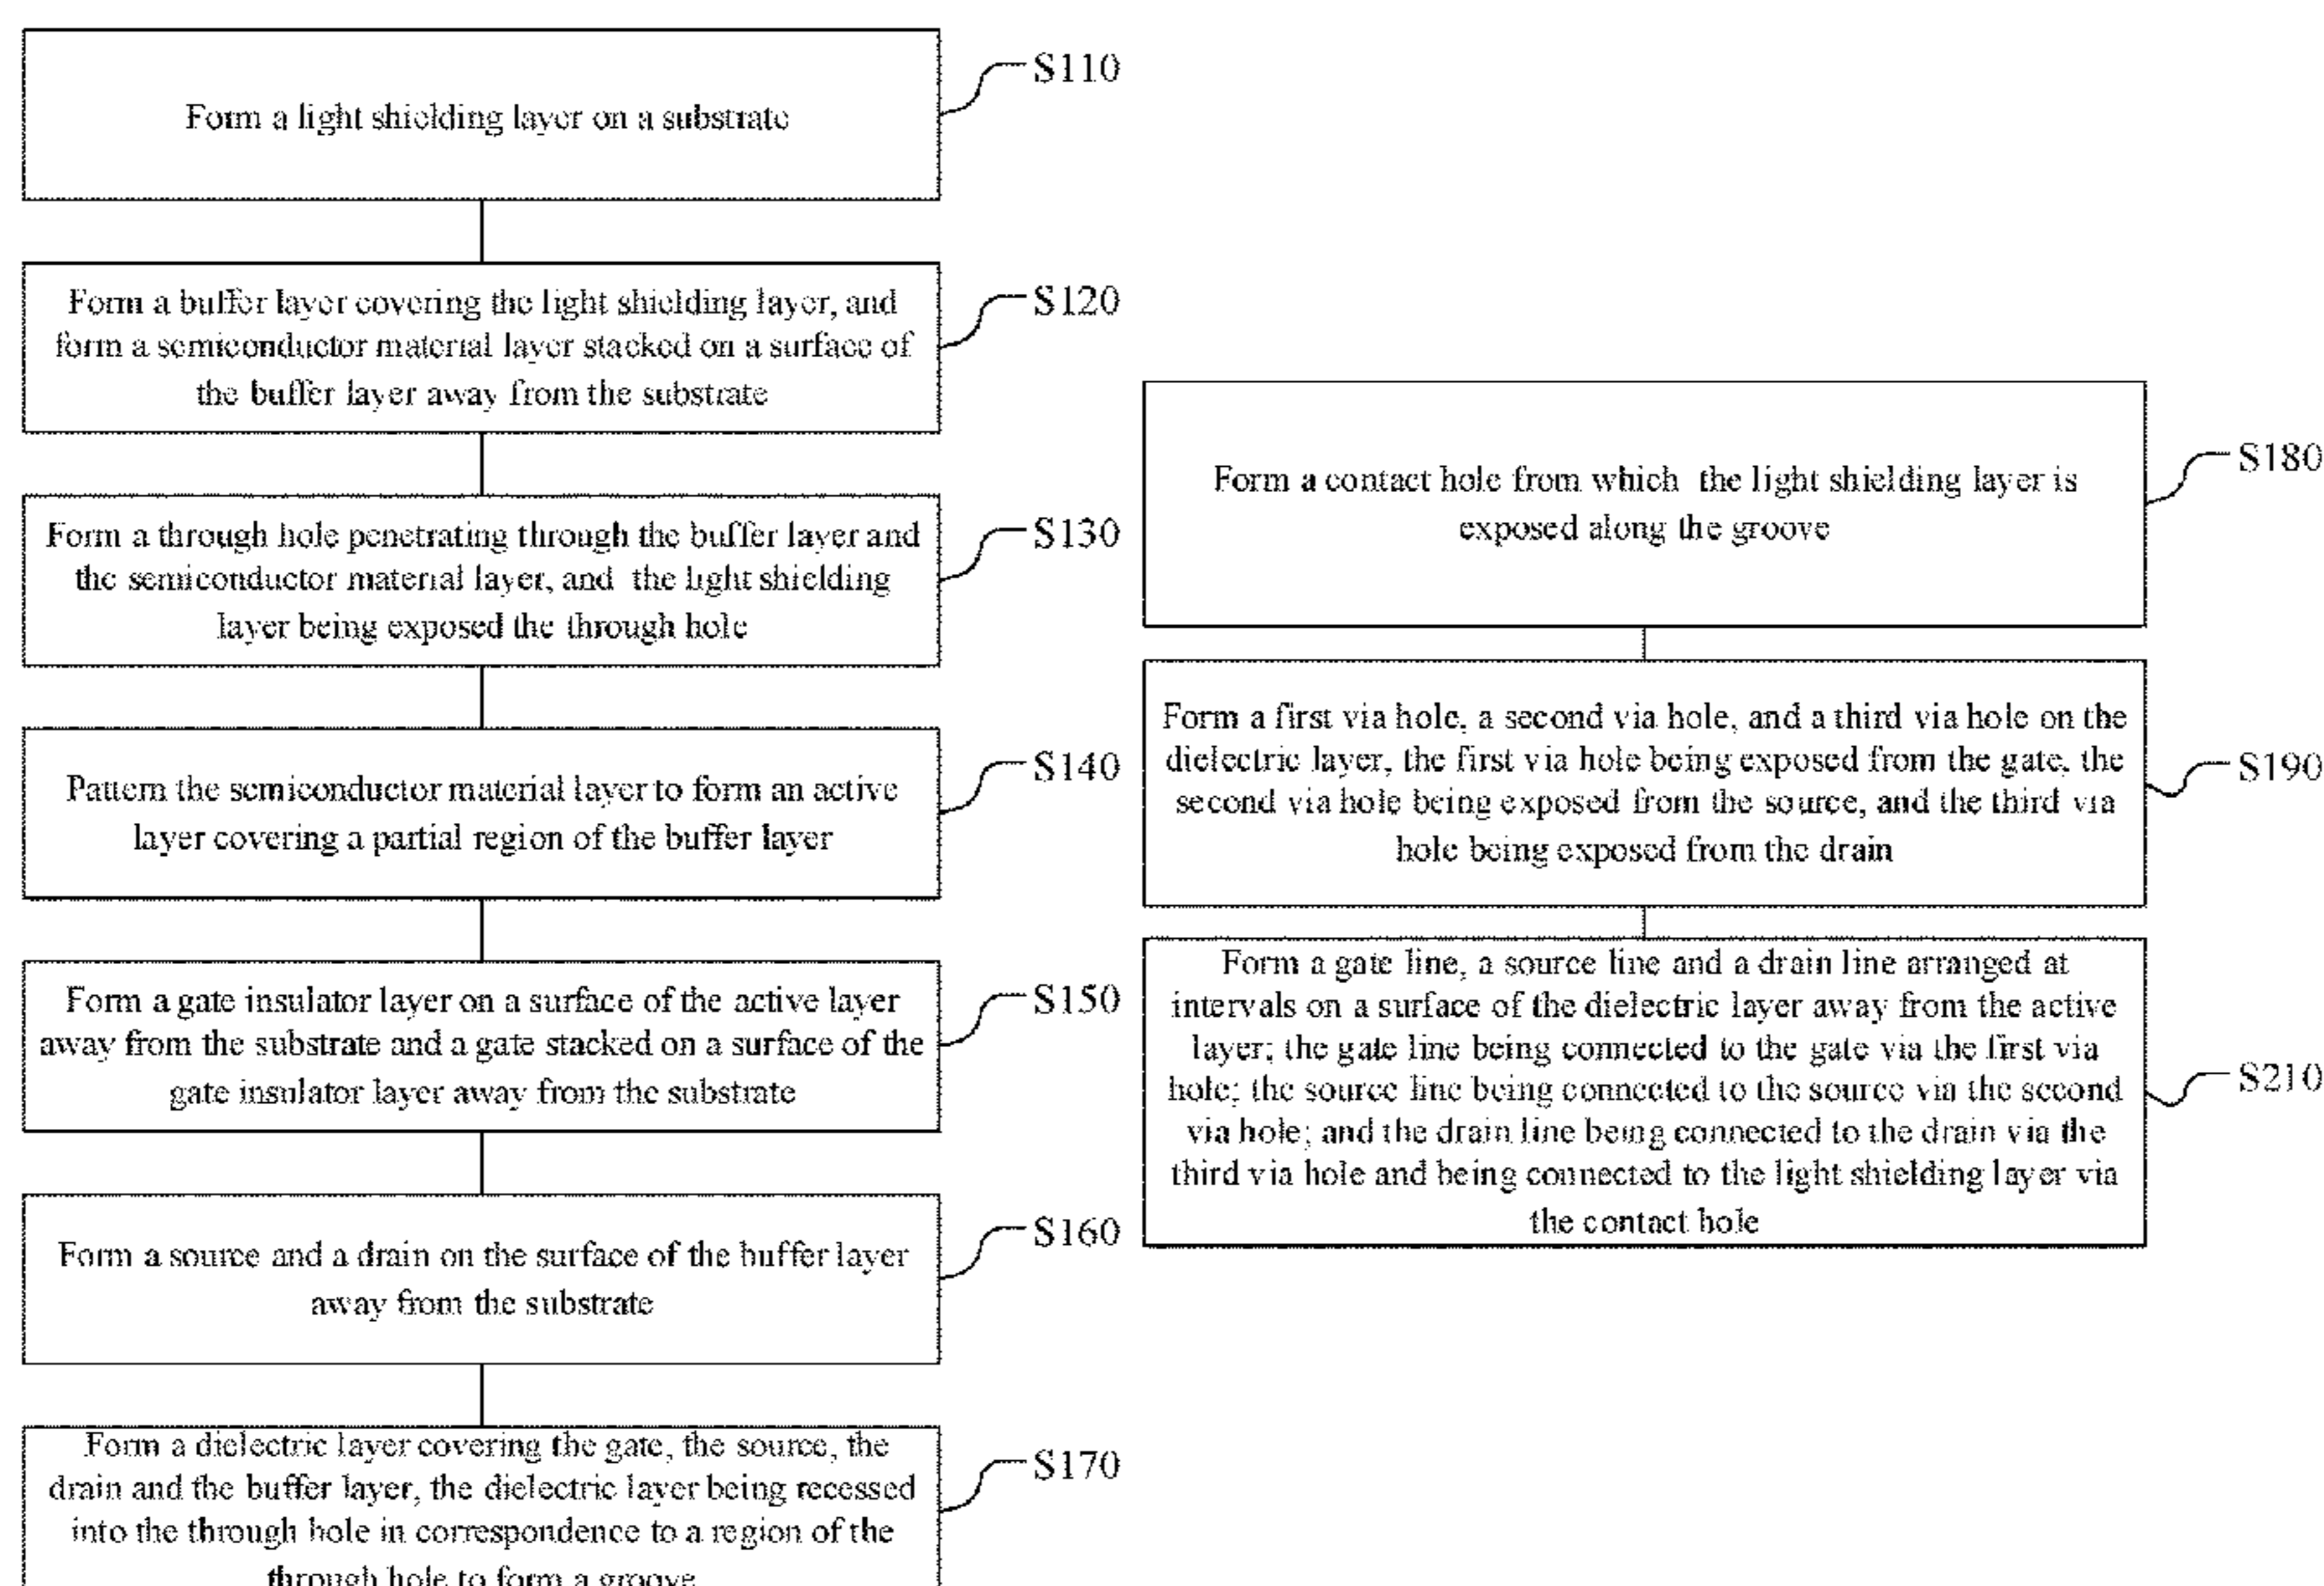 Form a light shielding layer on a substrate
S110
Form a buffer layer covering the light shielding layer, and
form a semiconductor material layer stacked on a surface of
the buffer layer away from the substrate
S120
Form a through hole penetrating through the buffer layer and
the semiconductor material layer, and the light shielding
layer being exposed the through hole
S130
Pattern the semiconductor material layer to form an active
layer covering a partial region of the buffer layer
S140
Form a gate insulator layer on a surface of the active layer
away from the substrate and a gate stacked on a surface of the
gate insulator layer away from the substrate
S150
Form a source and a drain on the surface of the buffer layer
away from the substrate
S160
Form a dielectric layer covering the gate, the source, the
drain and the buffer layer, the dielectric layer being recessed
into the through hole in correspondence to a region of the
through hole to form a groove
S170
Form a contact hole from which the light shielding layer is
exposed along the groove
S180
Form a first via hole, a second via hole, and a third via hole on the
dielectric layer, the first via hole being exposed from the gate, the
second via hole being exposed from the source, and the third via
hole being exposed from the drain
S190
Form a gate line, a source line and a drain line arranged at
intervals on a surface of the dielectric layer away from the active
layer; the gate line being connected to the gate via the first via
hole; the source line being connected to the source via the second
via hole; and the drain line being connected to the drain via the
third via hole and being connected to the light shielding layer via
the contact hole
S210